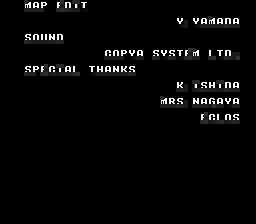 MAP EDIT
Y YAMADA
SOUND
COPYA SYSTEM LTD.
SPECIAL THANKS
K ISHIDA
MRS NAGAYA
ECLOS